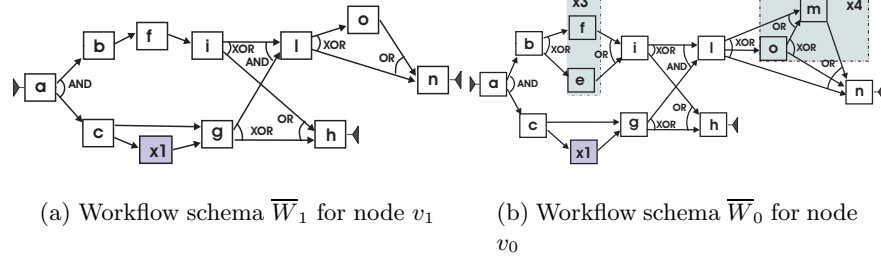 x3
x4
m
o
f
b
f
i
XOR
l
XOR
OR
n
AND
a
AND
c
x1
g
XOR
OR
h
b
XOR
e
OR
i
XOR
l
XOR
OR
o
XOR
OR
n
AND
a
AND
c
x1
g
XOR
OR
h
(a) Workflow schema W̅₁ for node v₁
(b) Workflow schema W̅₀ for node
v₀